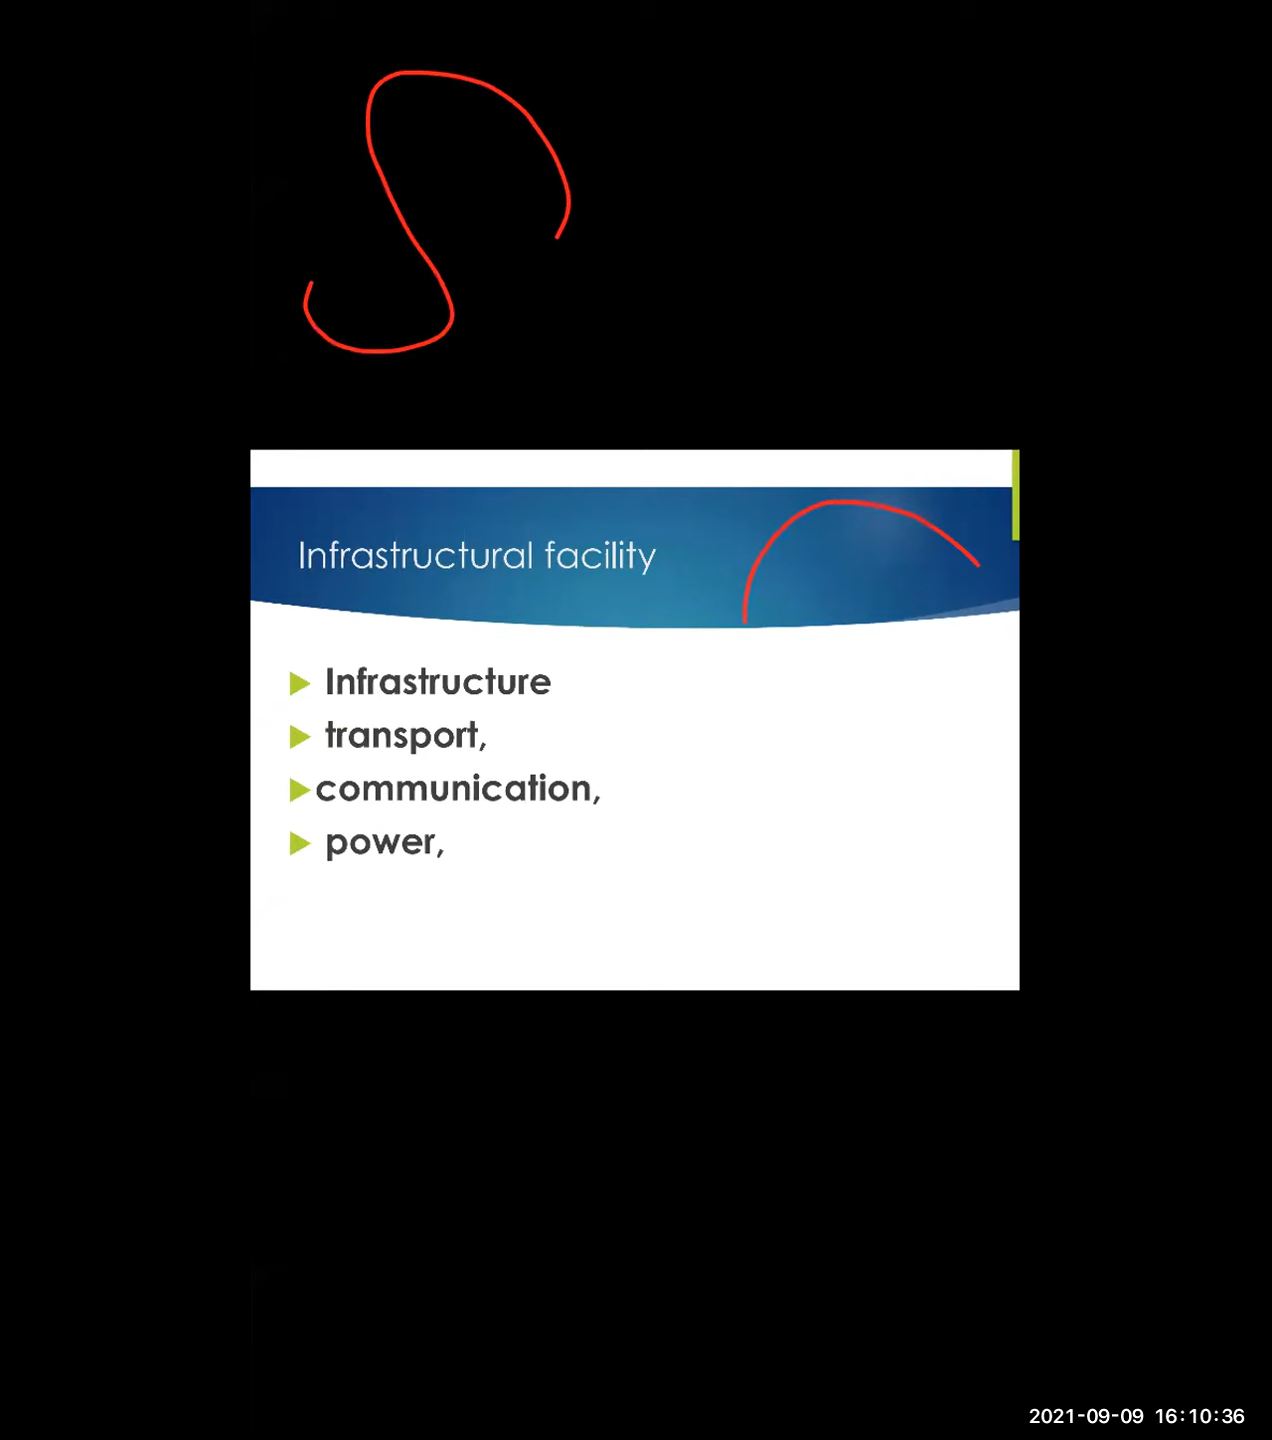 Infrastructural facility
Infrastructure
transport,
communication,
power,
2021-09-09 16:10:36